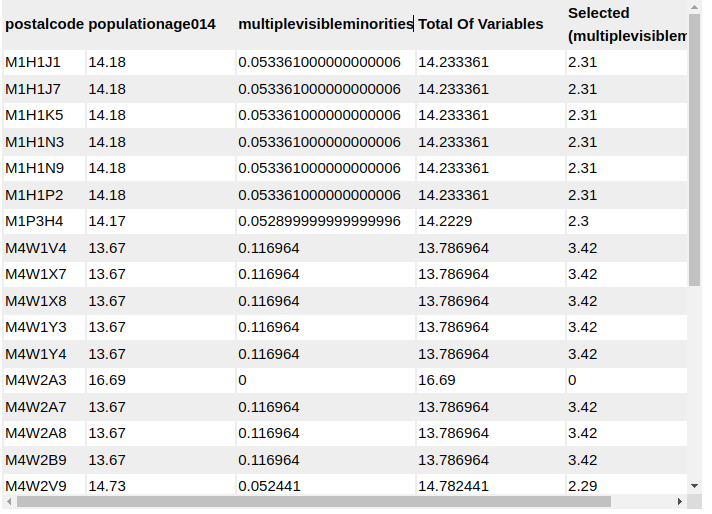 postalcode populationage014 multiplevisibleminorities Total Of Variables Selected (multiplevisiblem
M1H1J1 14.18 0.053361000000000006 14.233361 2.31
M1H1J7 14.18 0.053361000000000006 14.233361 2.31
M1H1K5 14.18 0.053361000000000006 14.233361 2.31
M1H1N3 14.18 0.053361000000000006 14.233361 2.31
M1H1N9 14.18 0.053361000000000006 14.233361 2.31
M1H1P2 14.18 0.053361000000000006 14.233361 2.31
M1P3H4 14.17 0.052899999999999996 14.2229 2.3
M4W1V4 13.67 0.116964 13.786964 3.42
M4W1X7 13.67 0.116964 13.786964 3.42
M4W1X8 13.67 0.116964 13.786964 3.42
M4W1Y3 13.67 0.116964 13.786964 3.42
M4W1Y4 13.67 0.116964 13.786964 3.42
M4W2A3 16.69 0 16.69 0
M4W2A7 13.67 0.116964 13.786964 3.42
M4W2A8 13.67 0.116964 13.786964 3.42
M4W2B9 13.67 0.116964 13.786964 3.42
M4W2V9 14.73 0.052441 14.782441 2.29